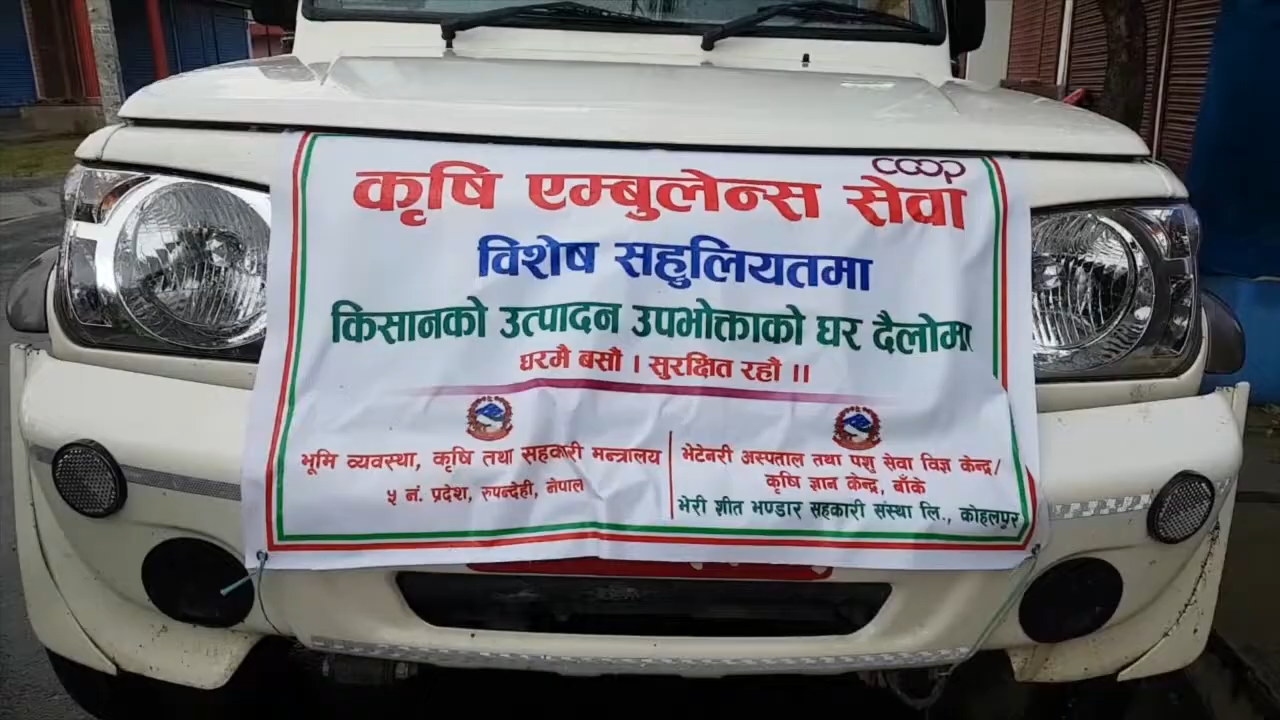 coop
कृषि एम्बुलेन्स सेवा
विशेष सहुलियतमा
किसानको उत्पादन उपभोक्ताको घर दैलोमा
घरमै बसौं । सुरक्षित रहौं ।।
भूमि व्यवस्था, कृषि तथा सहकारी मन्त्रालय
५ नं. प्रदेश, रुपन्देही, नेपाल
भेटेनरी अस्पताल तथा पशु सेवा विज्ञ केन्द्र/
कृषि ज्ञान केन्द्र, बाँके
भेरी शीत भण्डार सहकारी संस्था लि., कोहलपुर